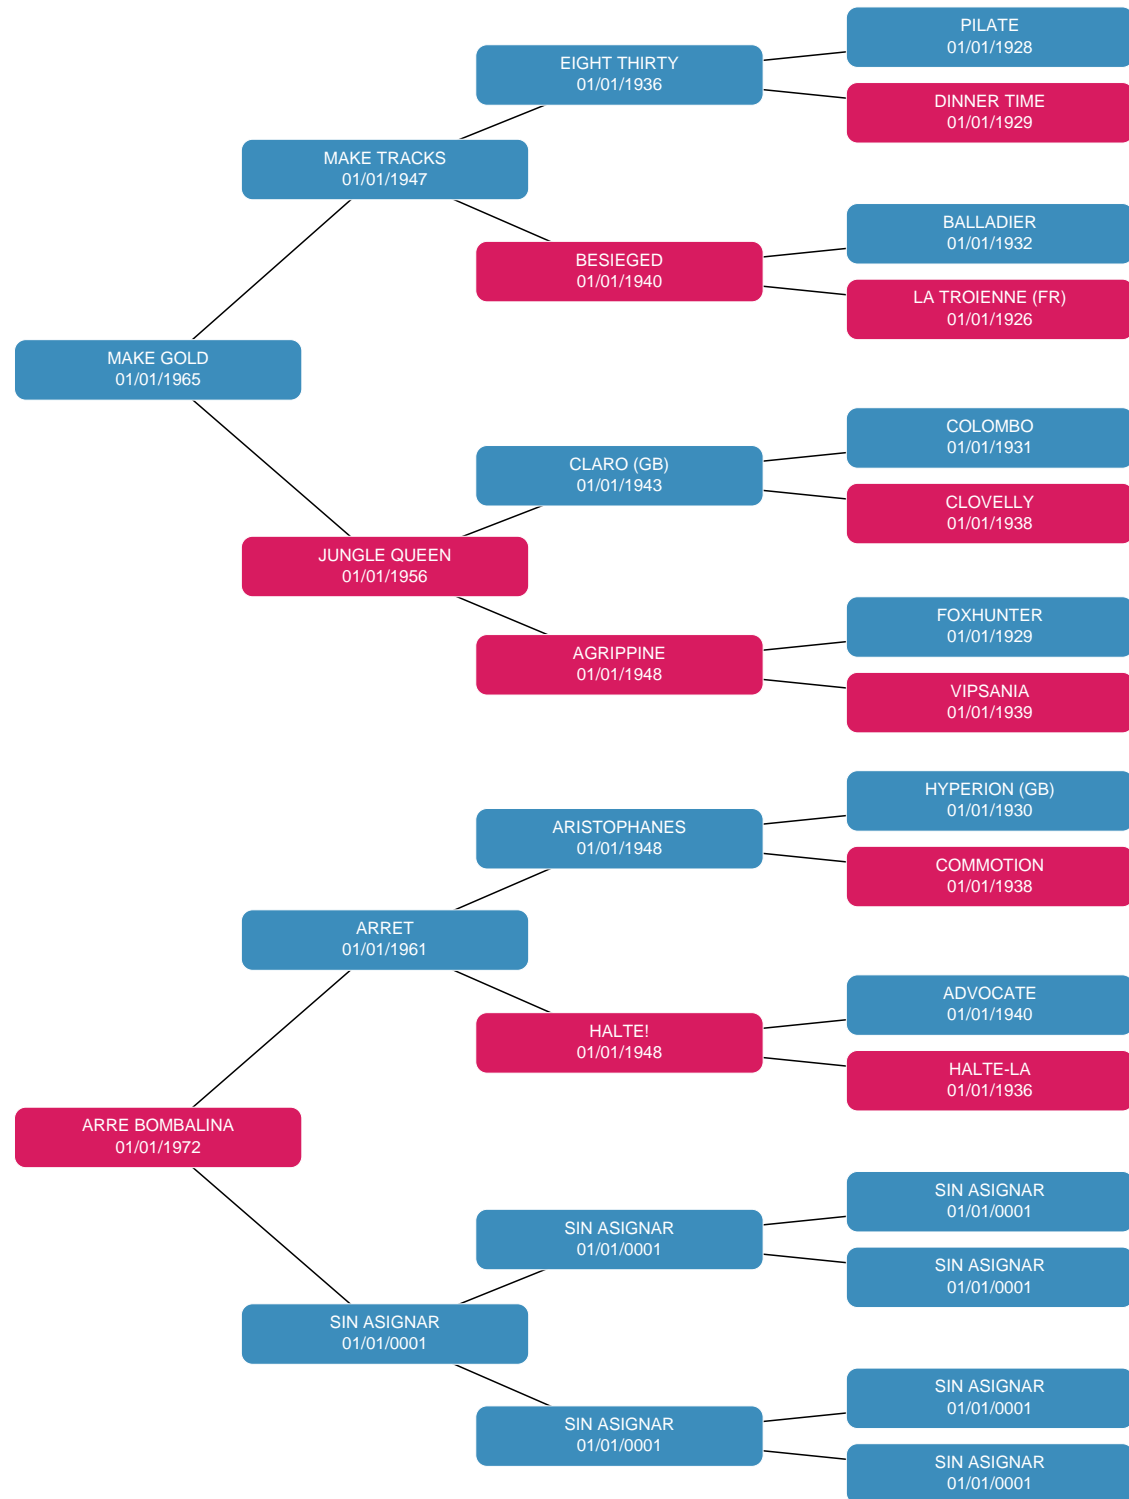 PILATE
01/01/1928
EIGHT THIRTY
01/01/1936
DINNER TIME
01/01/1929
MAKE TRACKS
01/01/1947
BALLADIER
01/01/1932
BESIEGED
01/01/1940
LA TROIENNE (FR)
01/01/1926
MAKE GOLD
01/01/1965
COLOMBO
01/01/1931
CLARO (GB)
01/01/1943
CLOVELLY
01/01/1938
JUNGLE QUEEN
01/01/1956
FOXHUNTER
01/01/1929
AGRIPPINE
01/01/1948
VIPSANIA
01/01/1939
HYPERION (GB)
01/01/1930
ARISTOPHANES
01/01/1948
COMMOTION
01/01/1938
ARRET
01/01/1961
ADVOCATE
01/01/1940
HALTE!
01/01/1948
HALTE-LA
01/01/1936
ARRE BOMBALINA
01/01/1972
SIN ASIGNAR
01/01/0001
SIN ASIGNAR
01/01/0001
SIN ASIGNAR
01/01/0001
SIN ASIGNAR
01/01/0001
SIN ASIGNAR
01/01/0001
SIN ASIGNAR
01/01/0001
SIN ASIGNAR
01/01/0001